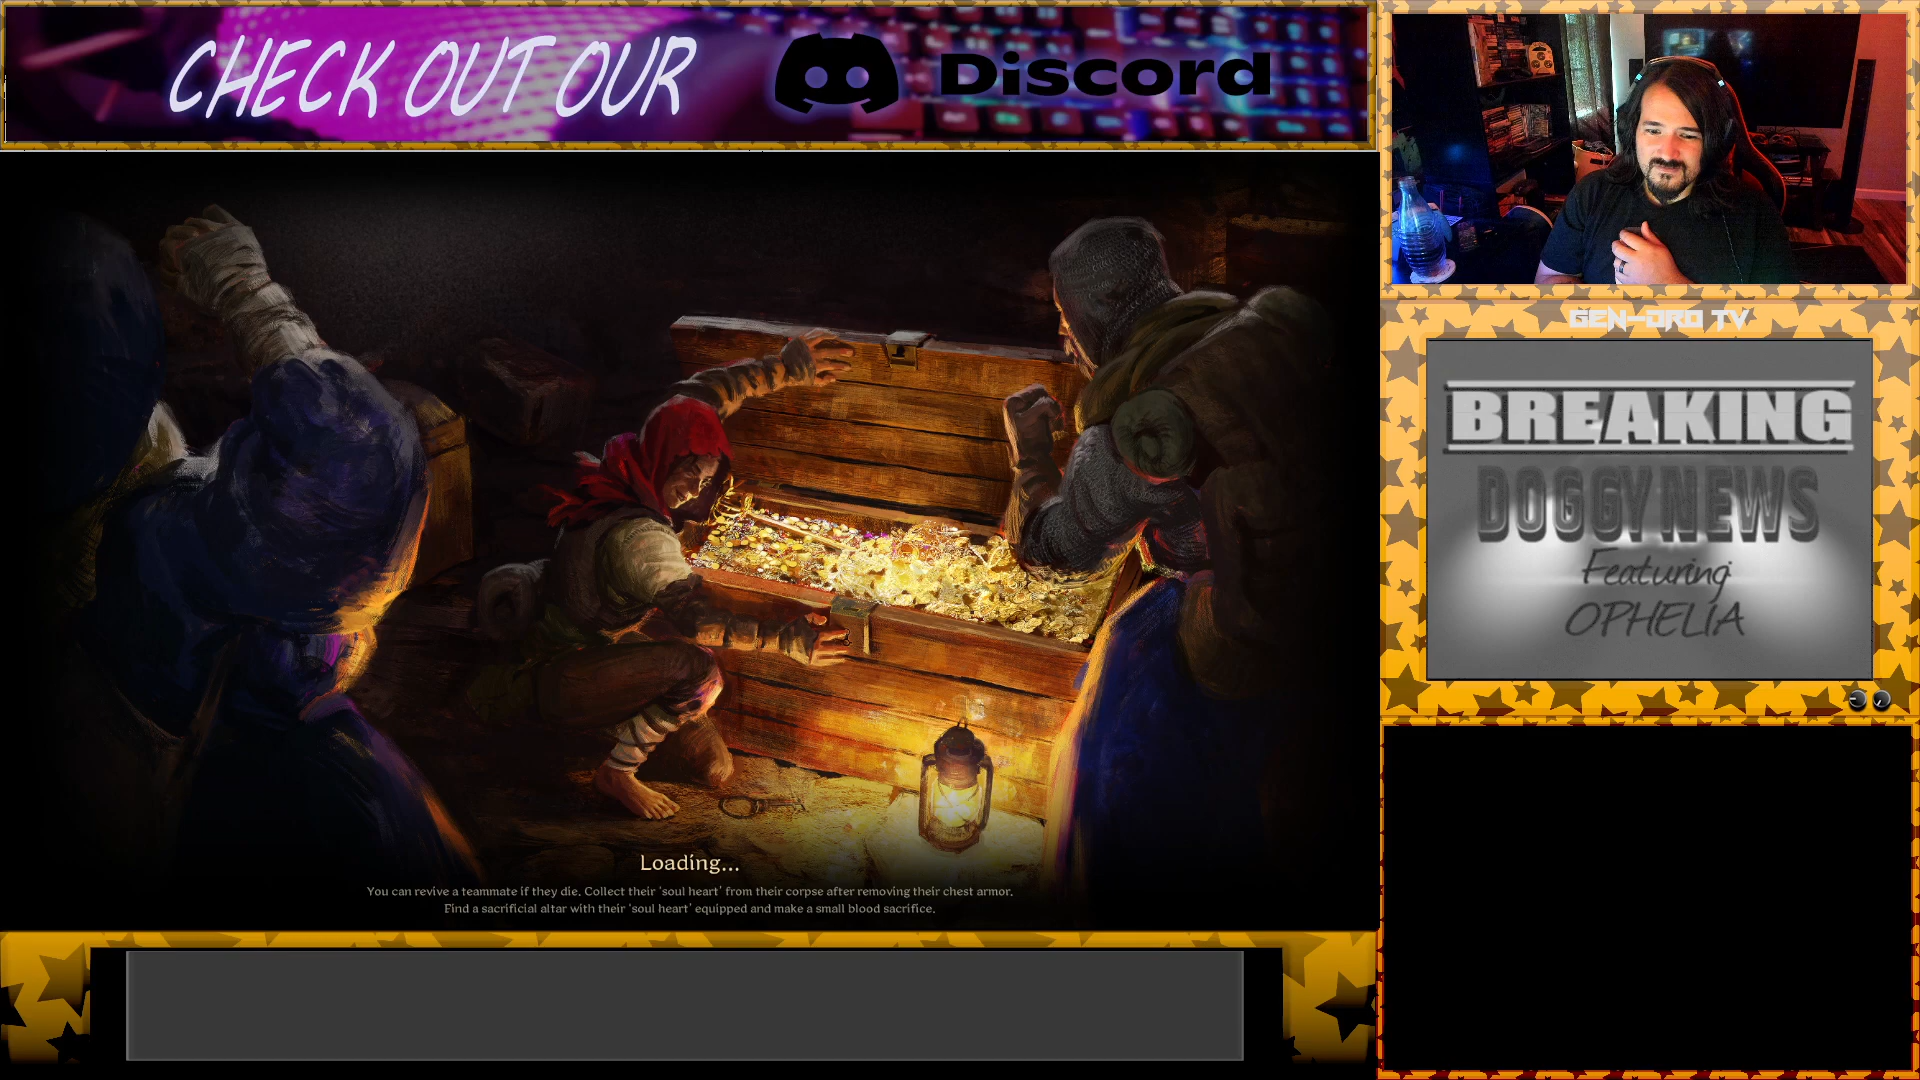 CHECK OUT OUR Discord
GEN-DRO TV
BREAKING
DOGGY NEWS
Featuring
OPHELIA
Loading...
You can revive a teammate if they die. Collect their 'soul heart' from their corpse after removing their chest armor.
Find a sacrificial altar with their 'soul heart' equipped and make a small blood sacrifice.